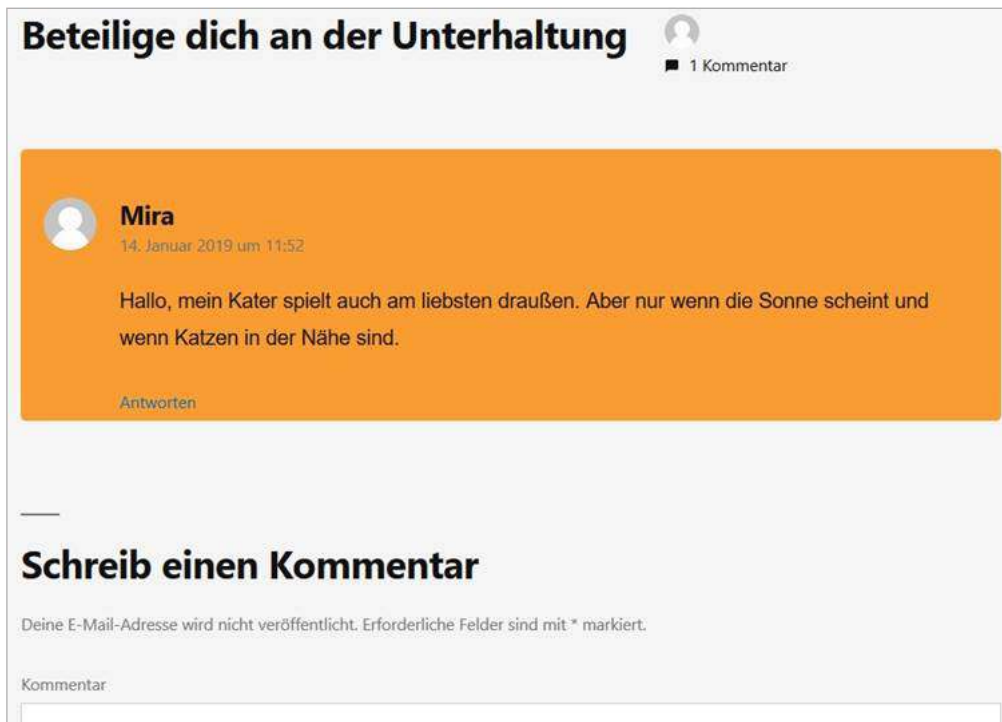 Beteilige dich an der Unterhaltung
1 Kommentar
Mira
14. Januar 2019 um 11:52
Hallo, mein Kater spielt auch am liebsten draußen. Aber nur wenn die Sonne scheint und
wenn Katzen in der Nähe sind.
Antworten
Schreib einen Kommentar
Deine E-Mail-Adresse wird nicht veröffentlicht. Erforderliche Felder sind mit * markiert.
Kommentar